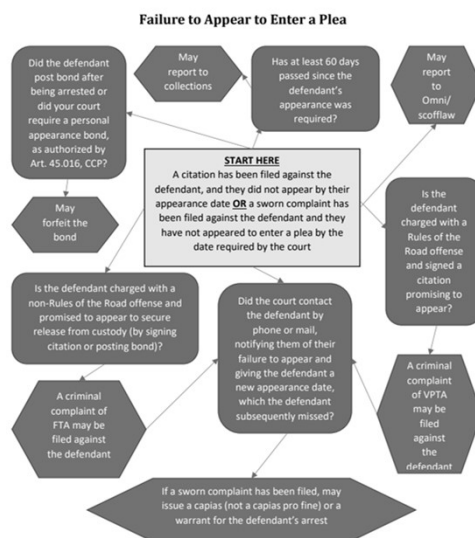 Failure to Appear to Enter a Plea
Did the defendant
post bond after
being arrested or
did your court
require a personal
appearance bond,
as authorized by
Art. 45.016, CCP?
May
report to
collections
Has at least 60 days
passed since the
defendant's
appearance was
required?
May
report
to
Omni/
scofflaw
START HERE
A citation has been filed against the
defendant, and they did not appear by their
appearance date OR a sworn complaint has
been filed against the defendant and they
have not appeared to enter a plea by the
date required by the court
May
forfeit the
bond
Is the
defendant
charged with a
Rules of the
Road offense
and signed a
citation
promising to
appear?
Is the defendant charged with a
non-Rules of the Road offense and
promised to appear to secure
release from custody (by signing
citation or posting bond)?
Did the court contact
the defendant by
phone or mail,
notifying them of their
failure to appear and
giving the defendant a
new appearance date,
which the defendant
subsequently missed?
A criminal
complaint of
FTA may be
filed against
the defendant
A criminal
complaint
of VPTA
may be
filed
against
the
defendant
If a sworn complaint has been filed, may
issue a capias (not a capias pro fine) or a
warrant for the defendant's arrest